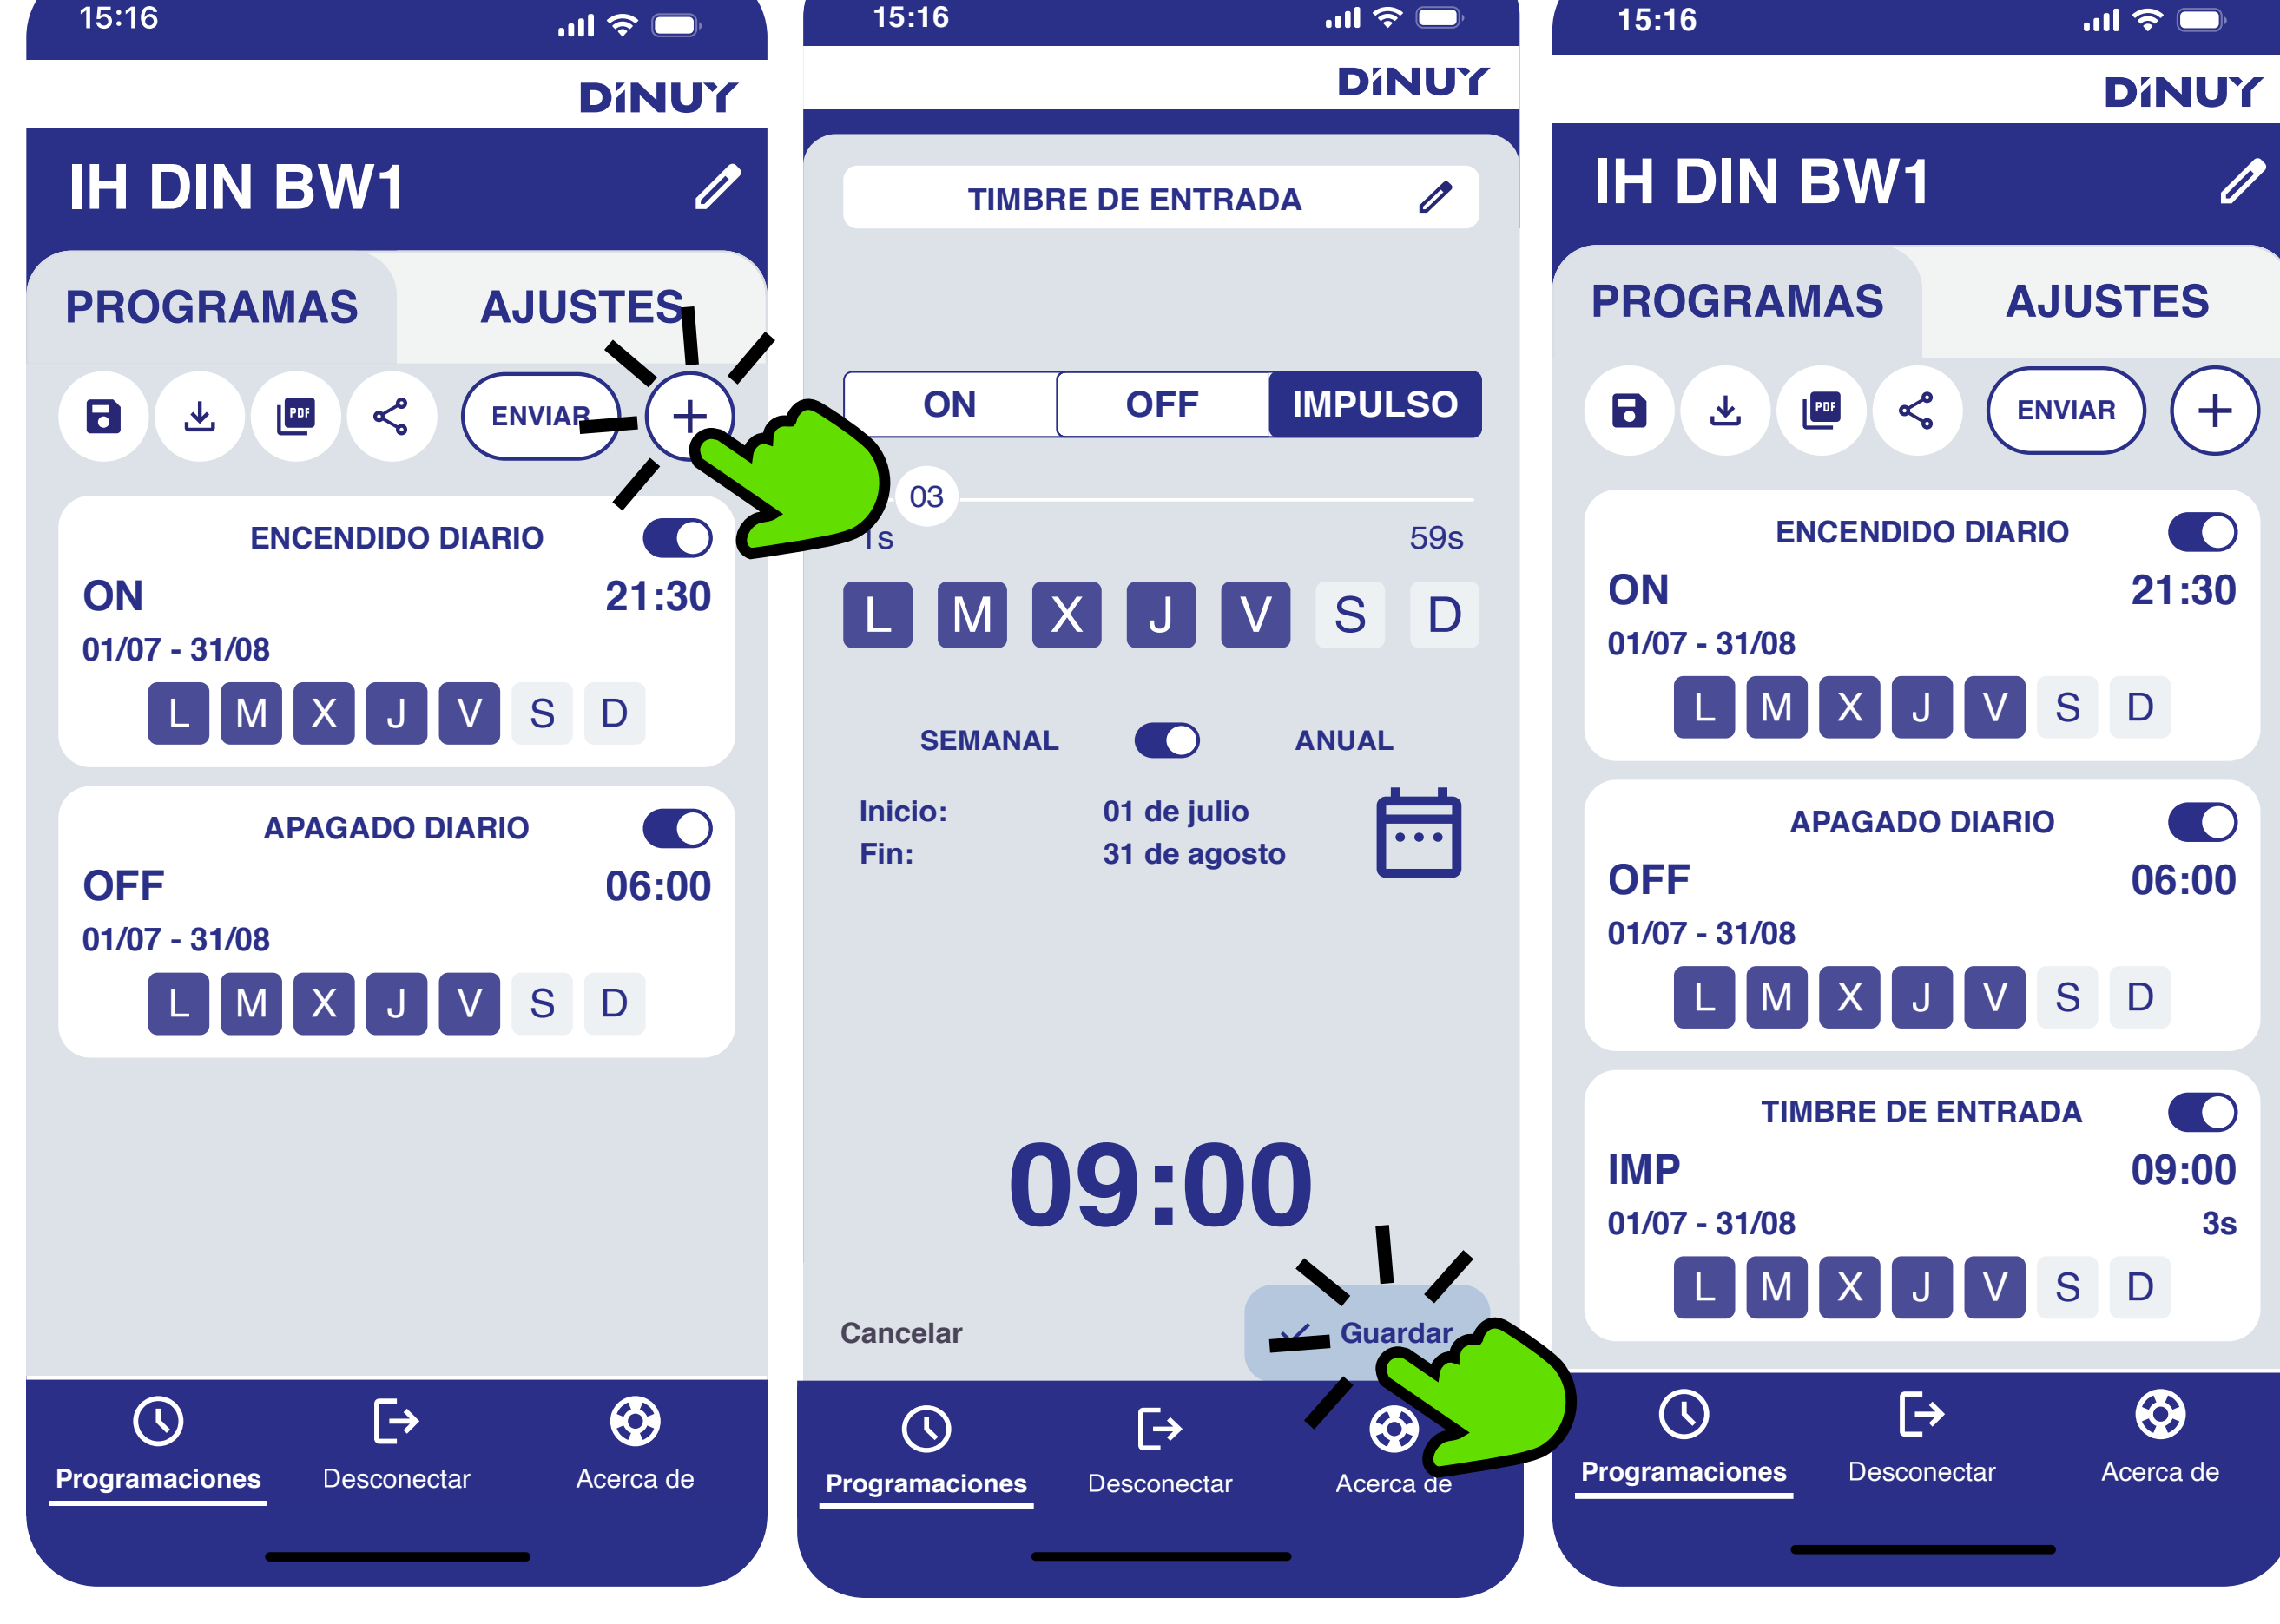 15:16
DINUY
IH DIN BW1
PROGRAMAS AJUSTES
PDF ENVIAR +
ENCENDIDO DIARIO
ON 21:30
01/07 - 31/08
L M X J V S D
APAGADO DIARIO
OFF 06:00
01/07 - 31/08
L M X J V S D
Programaciones Desconectar Acerca de
15:16
DINUY
TIMBRE DE ENTRADA
ON OFF IMPULSO
03
1s 59s
L M X J V S D
SEMANAL ANUAL
Inicio: 01 de julio
Fin: 31 de agosto
09:00
Cancelar Guardar
Programaciones Desconectar Acerca de
15:16
DINUY
IH DIN BW1
PROGRAMAS AJUSTES
PDF ENVIAR +
ENCENDIDO DIARIO
ON 21:30
01/07 - 31/08
L M X J V S D
APAGADO DIARIO
OFF 06:00
01/07 - 31/08
L M X J V S D
TIMBRE DE ENTRADA
IMP 09:00
01/07 - 31/08 3s
L M X J V S D
Programaciones Desconectar Acerca de